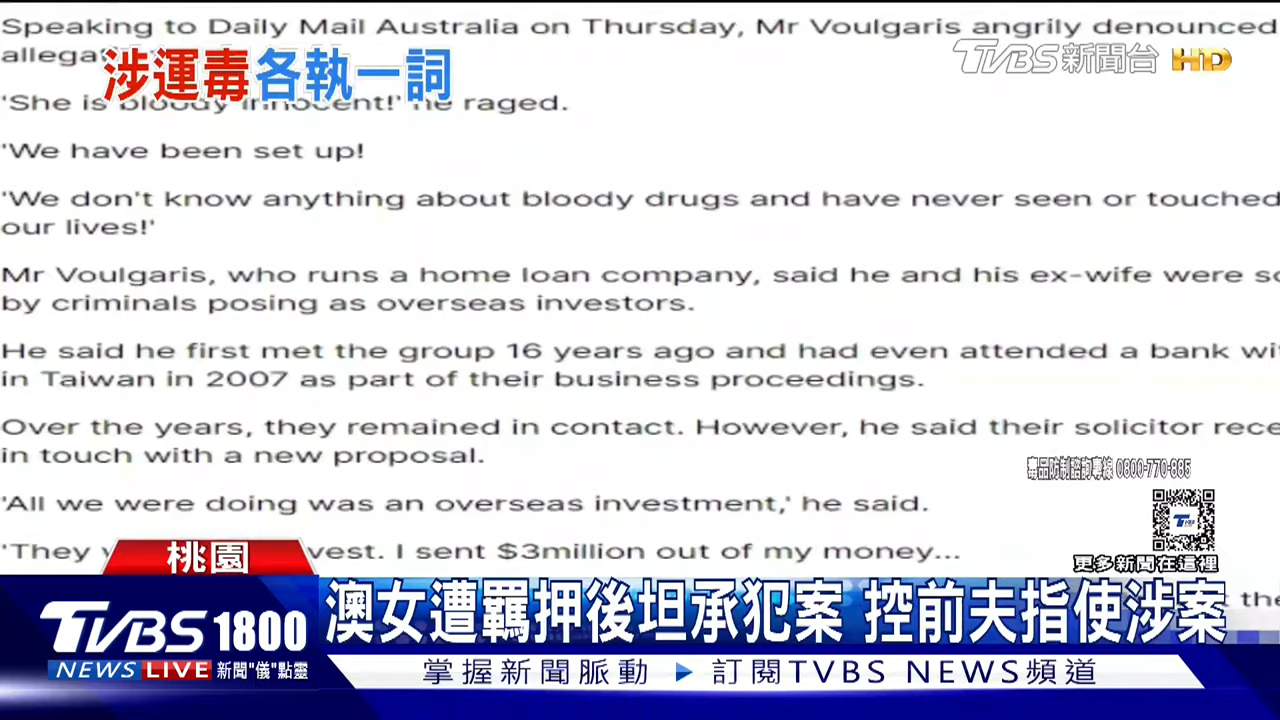 Speaking to Daily Mail Australia on Thursday, Mr Voulgaris angrily denounced
TVBS新聞台 HD
涉運毒各執一詞
'She is bloody innocent!' he raged.
'We have been set up!
'We don't know anything about bloody drugs and have never seen or touched
our lives!'
Mr Voulgaris, who runs a home loan company, said he and his ex-wife were
by criminals posing as overseas investors.
He said he first met the group 16 years ago and had even attended a bank
in Taiwan in 2007 as part of their business proceedings.
Over the years, they remained in contact. However, he said their solicitor
in touch with a new proposal.
毒品防制諮詢專線 0800-770-885
'All we were doing was an overseas investment,' he said.
'They vest. I sent $3million out of my money...
更多新聞在這裡
桃園
澳女遭羈押後坦承犯案 控前夫指使涉案
TVBS 1800
NEWS LIVE 新聞"儀"點靈
掌握新聞脈動 ▶ 訂閱TVBS NEWS頻道